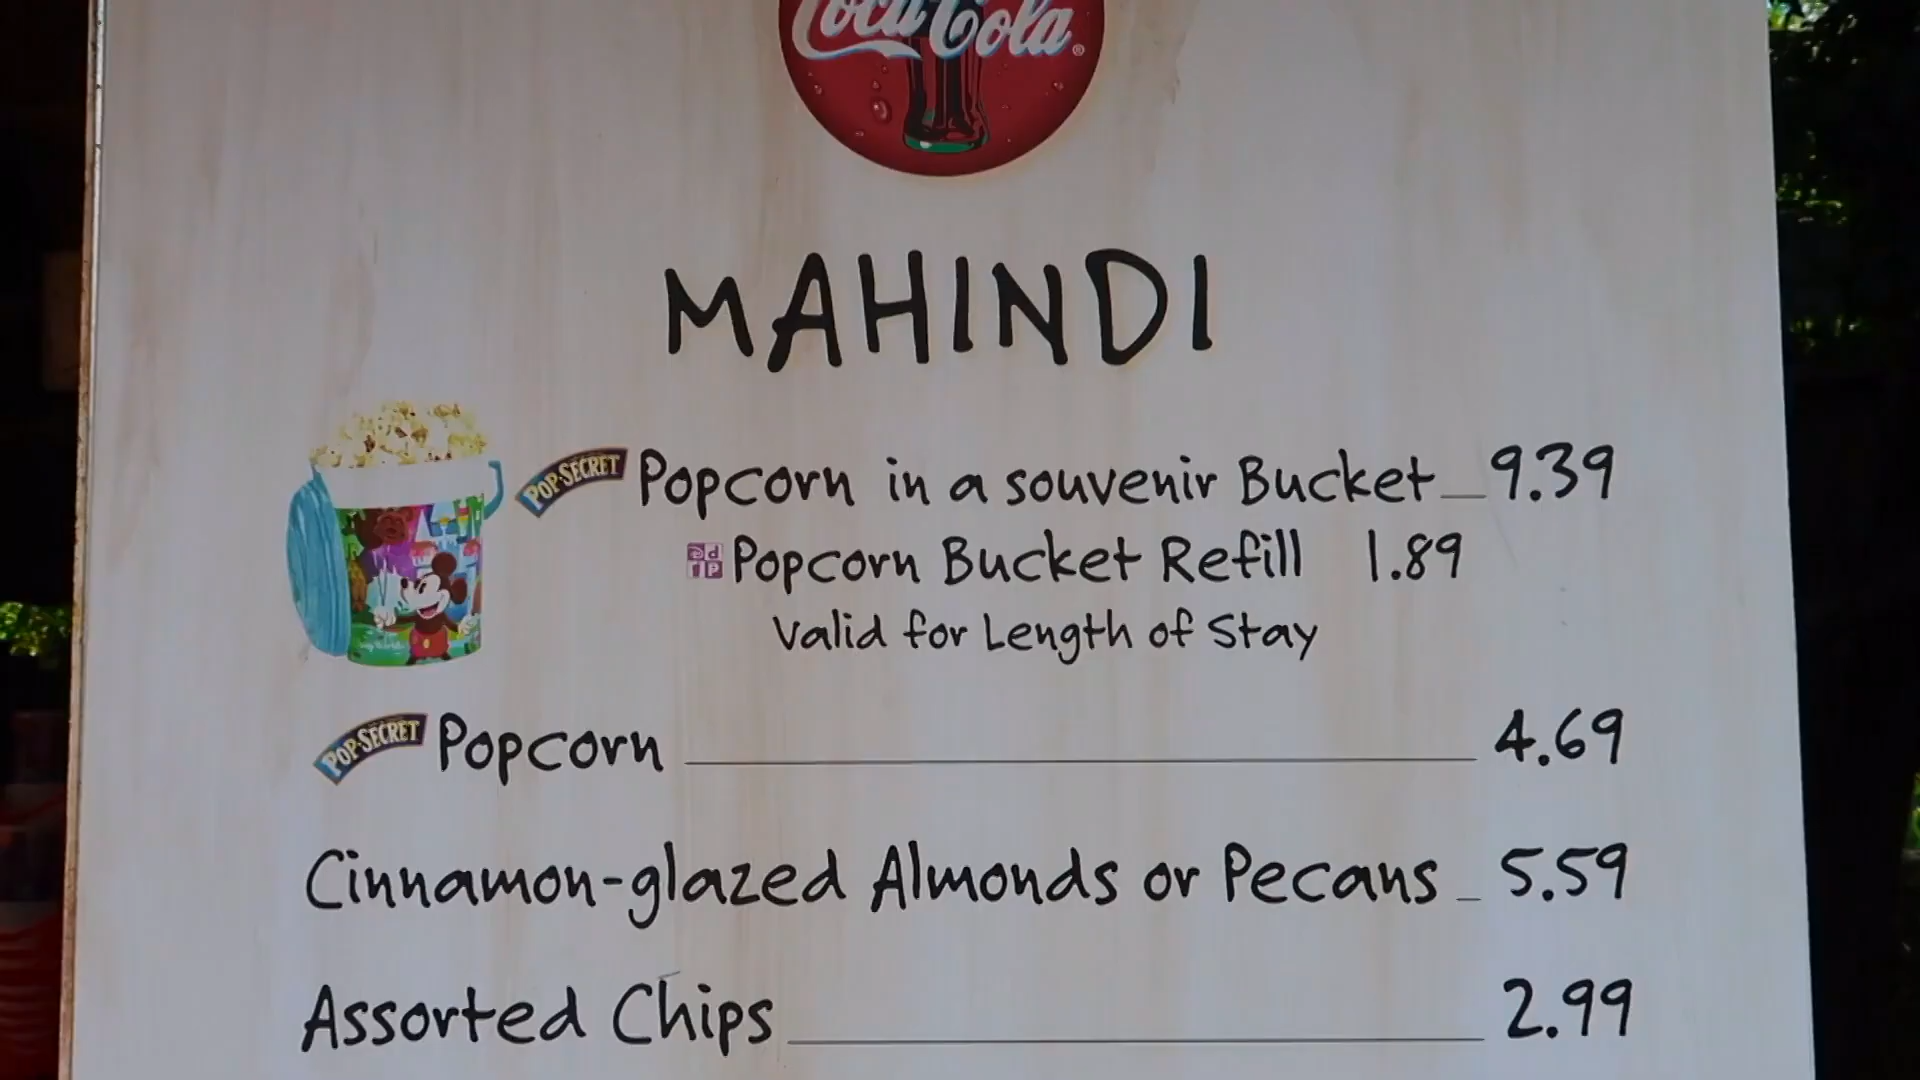 Coca-Cola®
MAHINDI
POP·SECRET Popcorn in a souvenir Bucket 9.39
Popcorn Bucket Refill 1.89
Valid for Length of Stay
POP·SECRET Popcorn 4.69
Cinnamon-glazed Almonds or Pecans 5.59
Assorted Chips 2.99